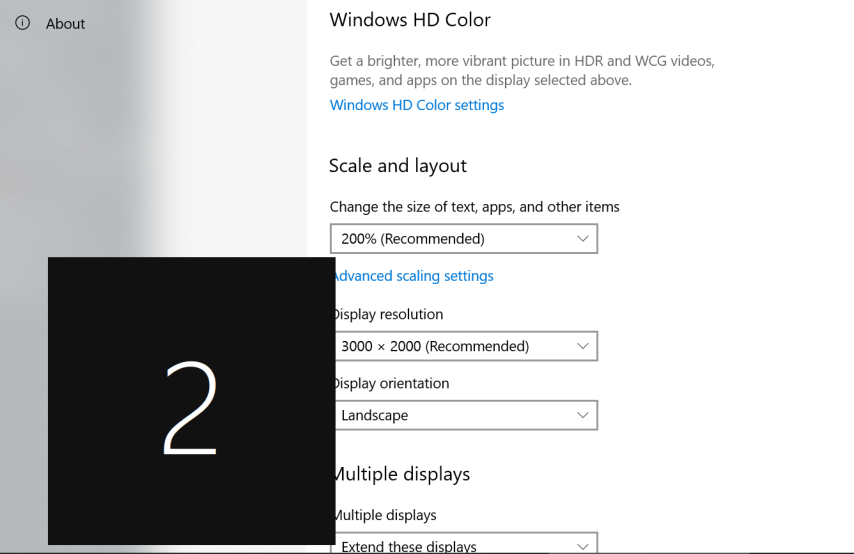 About
Windows HD Color
Get a brighter, more vibrant picture in HDR and WCG videos,
games, and apps on the display selected above.
Windows HD Color settings
Scale and layout
Change the size of text, apps, and other items
200% (Recommended)
Advanced scaling settings
Display resolution
3000 × 2000 (Recommended)
Display orientation
Landscape
2
Multiple displays
Multiple displays
Extend these displays